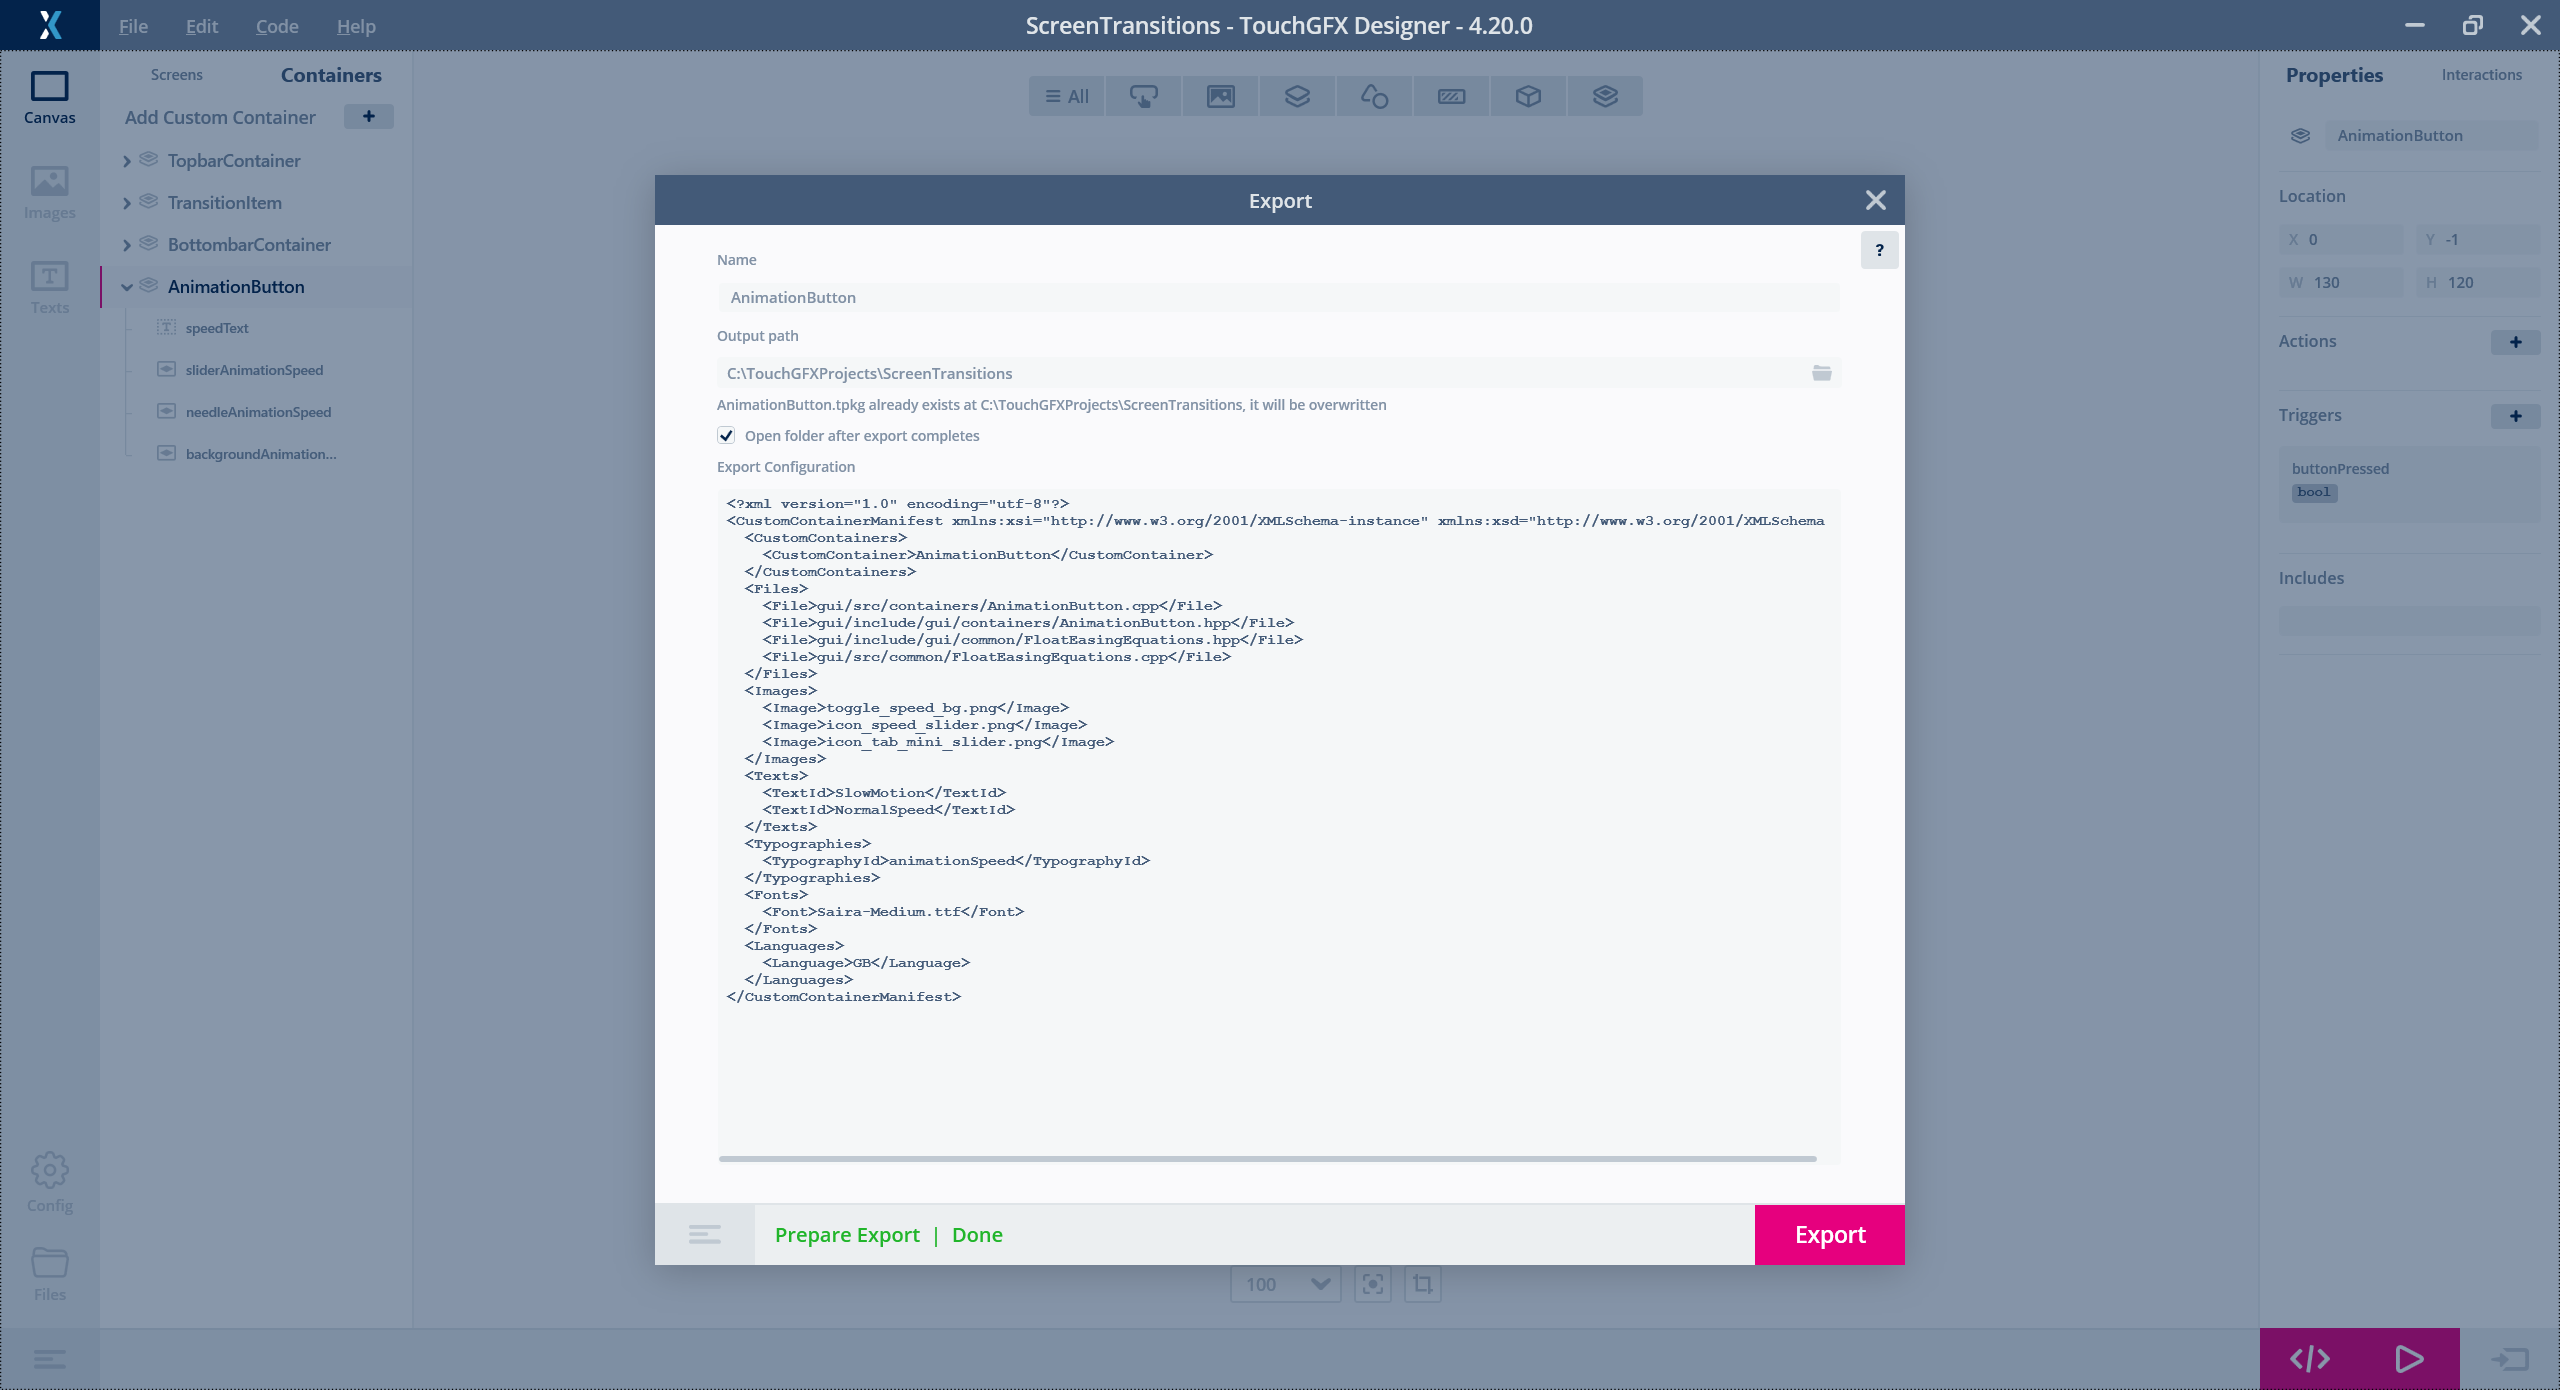 File Edit Code Help
ScreenTransitions - TouchGFX Designer - 4.20.0
Canvas
Images
Texts
Config
Files
Screens Containers
Add Custom Container +
TopbarContainer
TransitionItem
BottombarContainer
AnimationButton
speedText
sliderAnimationSpeed
needleAnimationSpeed
backgroundAnimation...
All
Export
?
Name
AnimationButton
Output path
C:\TouchGFXProjects\ScreenTransitions
AnimationButton.tpkg already exists at C:\TouchGFXProjects\ScreenTransitions, it will be overwritten
Open folder after export completes
Export Configuration
<?xml version="1.0" encoding="utf-8"?>
<CustomContainerManifest xmlns:xsi="http://www.w3.org/2001/XMLSchema-instance" xmlns:xsd="http://www.w3.org/2001/XMLSchema
<CustomContainers>
<CustomContainer>AnimationButton</CustomContainer>
</CustomContainers>
<Files>
<File>gui/src/containers/AnimationButton.cpp</File>
<File>gui/include/gui/containers/AnimationButton.hpp</File>
<File>gui/include/gui/common/FloatEasingEquations.hpp</File>
<File>gui/src/common/FloatEasingEquations.cpp</File>
</Files>
<Images>
<Image>toggle_speed_bg.png</Image>
<Image>icon_speed_slider.png</Image>
<Image>icon_tab_mini_slider.png</Image>
</Images>
<Texts>
<TextId>SlowMotion</TextId>
<TextId>NormalSpeed</TextId>
</Texts>
<Typographies>
<TypographyId>animationSpeed</TypographyId>
</Typographies>
<Fonts>
<Font>Saira-Medium.ttf</Font>
</Fonts>
<Languages>
<Language>GB</Language>
</Languages>
</CustomContainerManifest>
Prepare Export | Done
Export
100
Properties Interactions
AnimationButton
Location
X 0 Y -1
W 130 H 120
Actions +
Triggers +
buttonPressed
bool
Includes